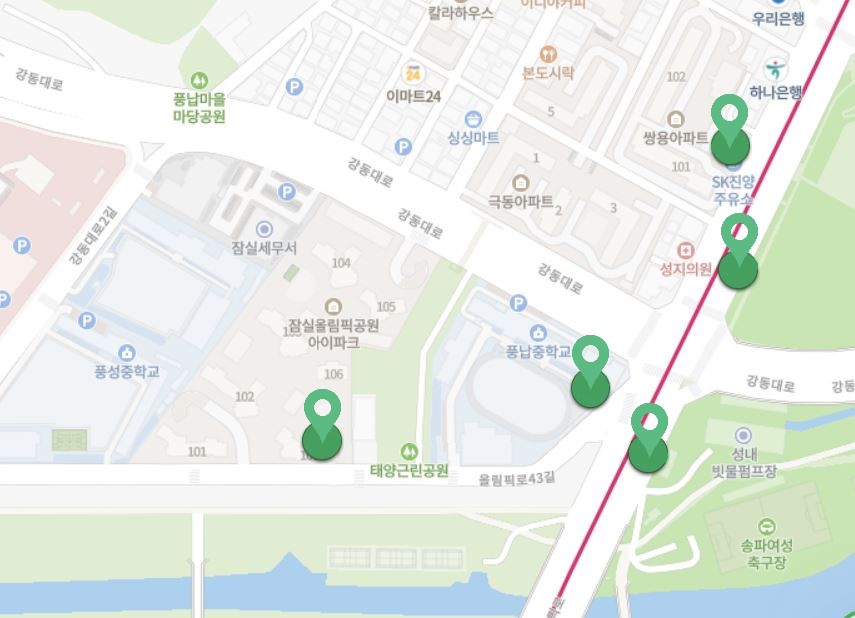 칼라하우스
우리은행
강동대로
풍납마을
마당공원
P
24
이마트24
본도시락
102
하나은행
P
싱싱마트
5
쌍용아파트
101
1
강동대로
P
극동아파트
2
3
SK진양
주유소
강동대로2길
P
잠실세무서
강동대로
성지의원
104
강동대로
P
105
P
잠실올림픽공원
아이파크
풍납중학교
풍성중학교
106
102
강동대로
101
태양근린공원
올림픽로43길
성내
빗물펌프장
송파여성
축구장